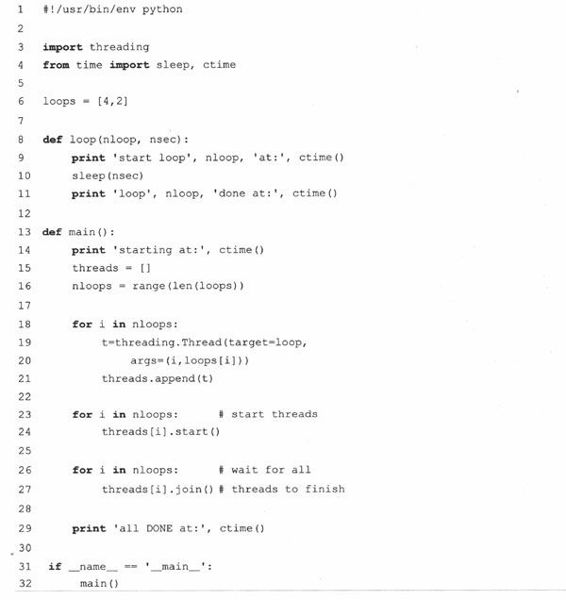 1 #!/usr/bin/env python
2
3 import threading
4 from time import sleep, ctime
5
6 loops = [4,2]
7
8 def loop(nloop, nsec):
9     print 'start loop', nloop, 'at:', ctime()
10     sleep(nsec)
11     print 'loop', nloop, 'done at:', ctime()
12
13 def main():
14     print 'starting at:', ctime()
15     threads = []
16     nloops = range(len(loops))
17
18     for i in nloops:
19         t=threading.Thread(target=loop,
20             args=(i,loops[i]))
21         threads.append(t)
22
23     for i in nloops:      # start threads
24         threads[i].start()
25
26     for i in nloops:      # wait for all
27         threads[i].join() # threads to finish
28
29     print 'all DONE at:', ctime()
30
31 if __name__ == '__main__':
32     main()